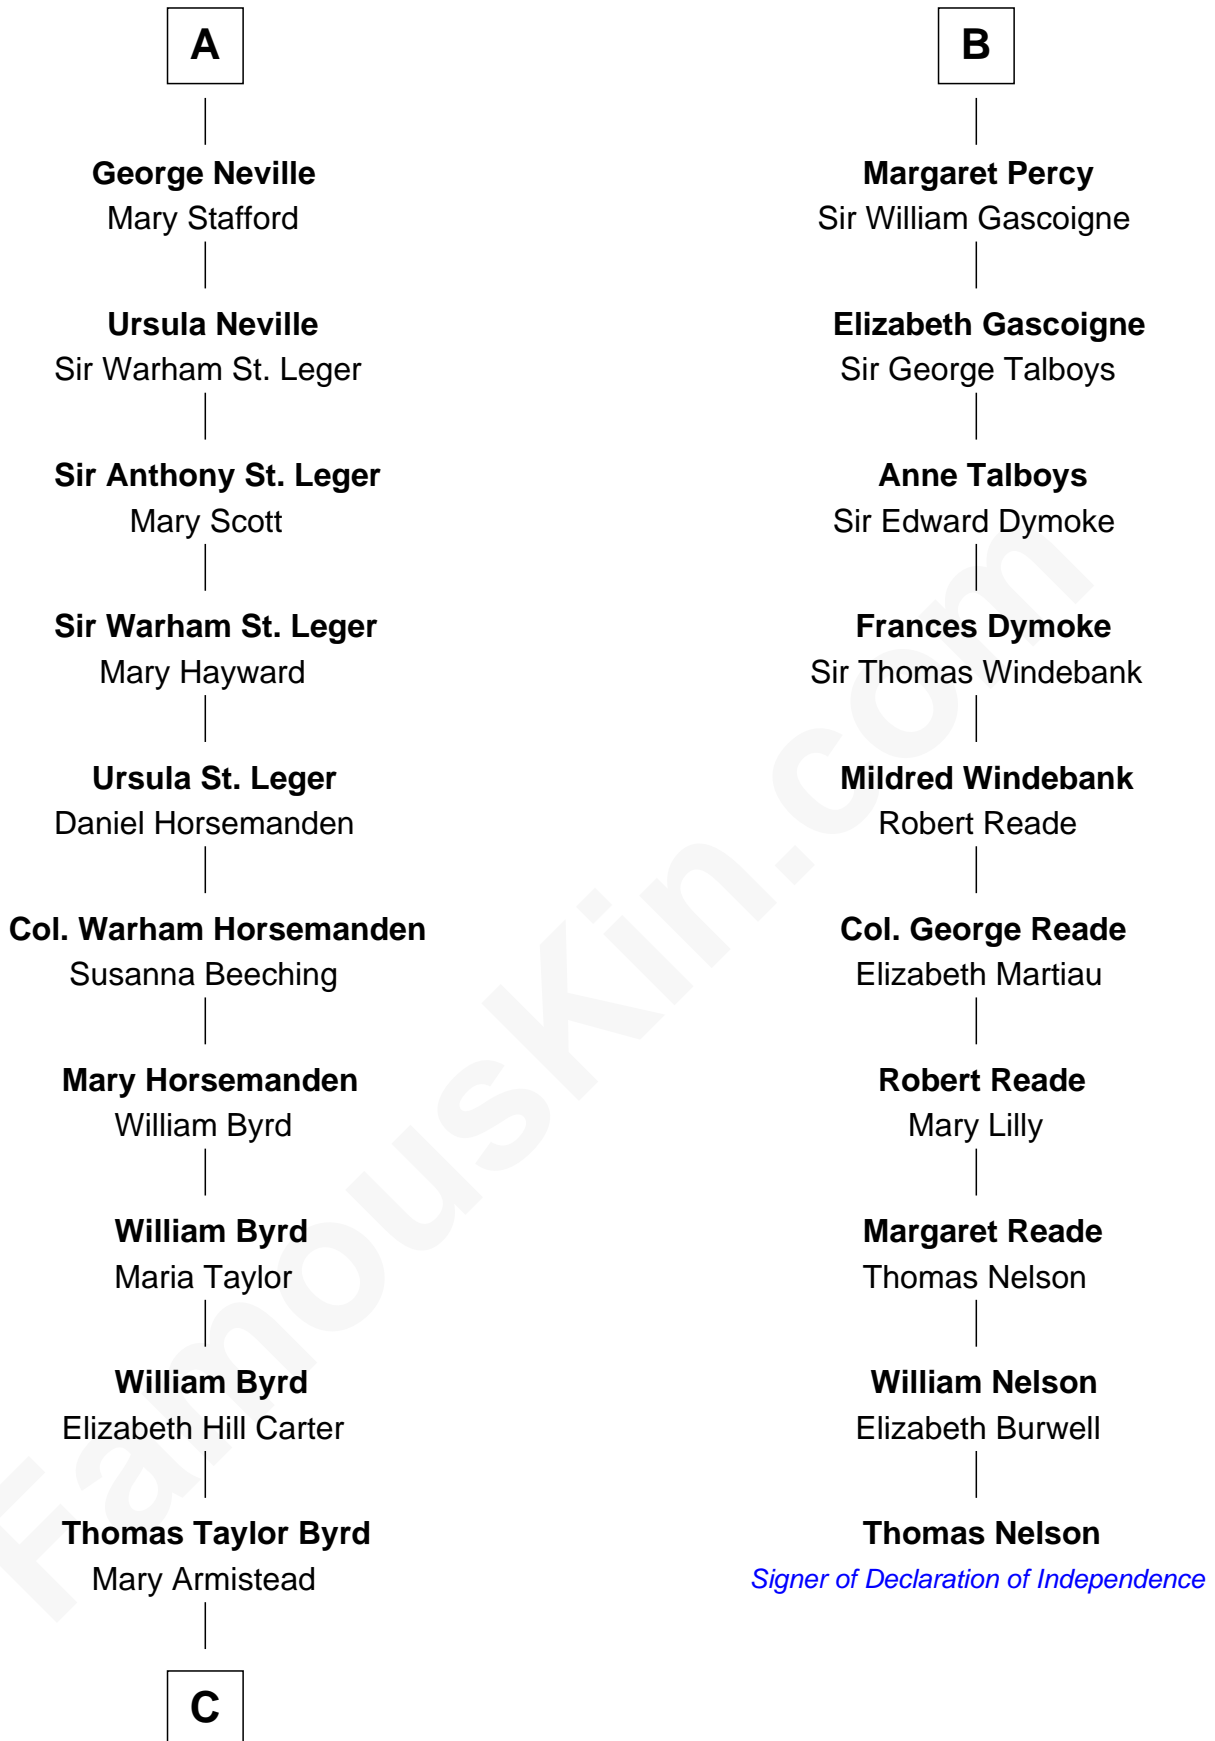 A
George Neville
Mary Stafford
Ursula Neville
Sir Warham St. Leger
Sir Anthony St. Leger
Mary Scott
Sir Warham St. Leger
Mary Hayward
Ursula St. Leger
Daniel Horsemanden
Col. Warham Horsemanden
Susanna Beeching
Mary Horsemanden
William Byrd
William Byrd
Maria Taylor
William Byrd
Elizabeth Hill Carter
Thomas Taylor Byrd
Mary Armistead
C
B
Margaret Percy
Sir William Gascoigne
Elizabeth Gascoigne
Sir George Talboys
Anne Talboys
Sir Edward Dymoke
Frances Dymoke
Sir Thomas Windebank
Mildred Windebank
Robert Reade
Col. George Reade
Elizabeth Martiau
Robert Reade
Mary Lilly
Margaret Reade
Thomas Nelson
William Nelson
Elizabeth Burwell
Thomas Nelson
Signer of Declaration of Independence
FamousKin.com